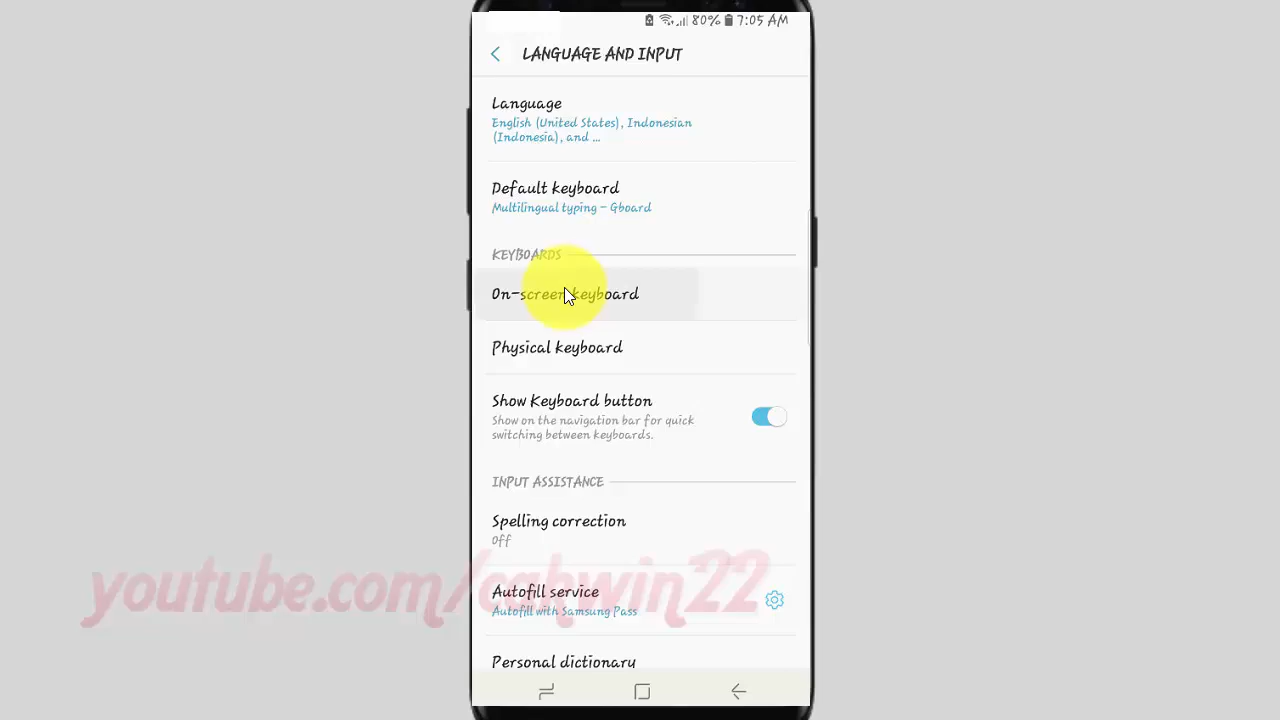 80% 7:05 AM
LANGUAGE AND INPUT
Language
English (United States), Indonesian
(Indonesia), and ...
Default keyboard
Multilingual typing – Gboard
KEYBOARDS
On-screen keyboard
Physical keyboard
Show Keyboard button
Show on the navigation bar for quick
switching between keyboards.
INPUT ASSISTANCE
Spelling correction
Off
youtube.com/cahwin22
Autofill service
Autofill with Samsung Pass
Personal dictionary